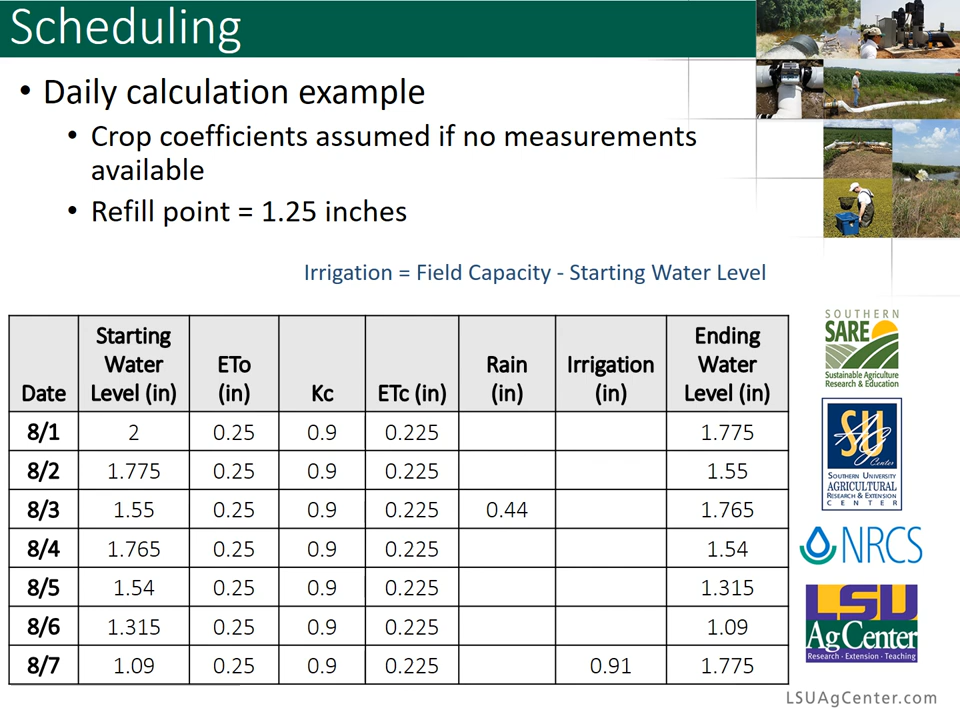 Scheduling
• Daily calculation example
• Crop coefficients assumed if no measurements
available
• Refill point = 1.25 inches
Irrigation = Field Capacity - Starting Water Level
Date Starting Water Level (in) ETo (in) Kc ETc (in) Rain (in) Irrigation (in) Ending Water Level (in)
8/1 2 0.25 0.9 0.225 1.775
8/2 1.775 0.25 0.9 0.225 1.55
8/3 1.55 0.25 0.9 0.225 0.44 1.765
8/4 1.765 0.25 0.9 0.225 1.54
8/5 1.54 0.25 0.9 0.225 1.315
8/6 1.315 0.25 0.9 0.225 1.09
8/7 1.09 0.25 0.9 0.225 0.91 1.775
SOUTHERN
SARE
Sustainable Agriculture
Research & Education
SU
Ag Center
SOUTHERN UNIVERSITY
AGRICULTURAL
RESEARCH & EXTENSION
CENTER
NRCS
LSU
AgCenter
Research · Extension · Teaching
LSUAgCenter.com